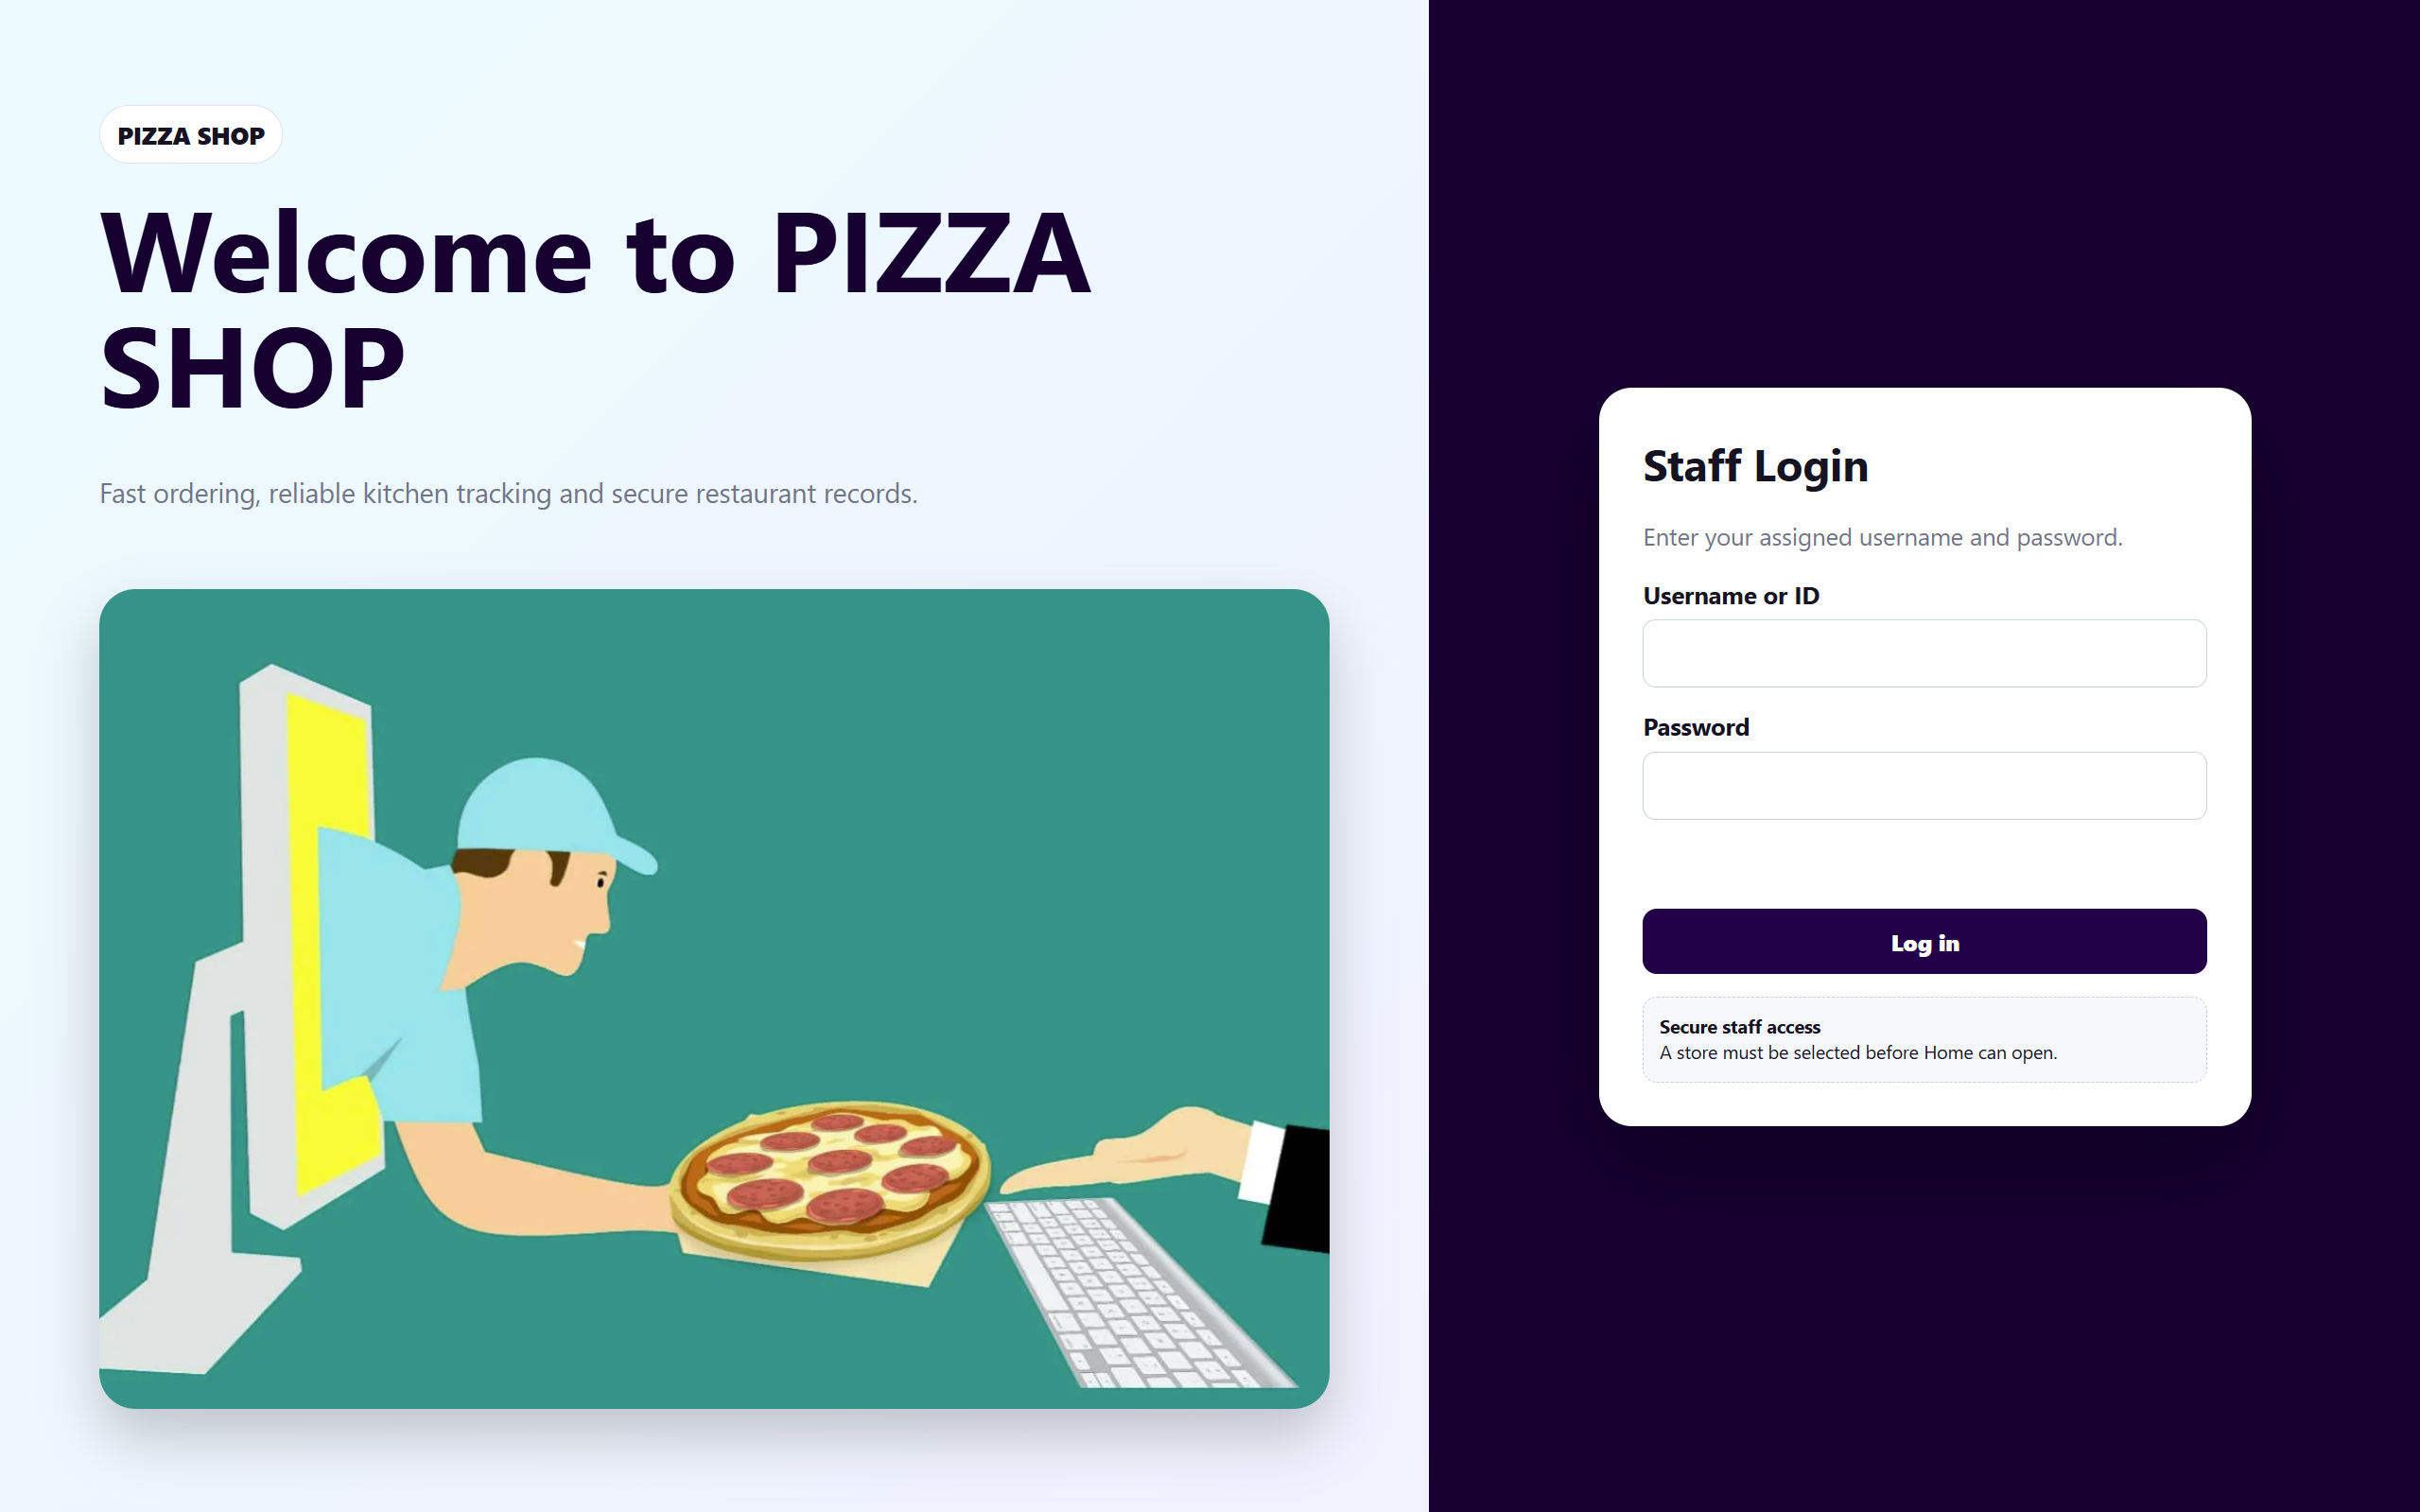 PIZZA SHOP
Welcome to PIZZA
SHOP
Fast ordering, reliable kitchen tracking and secure restaurant records.
Staff Login
Enter your assigned username and password.
Username or ID
Password
Log in
Secure staff access
A store must be selected before Home can open.